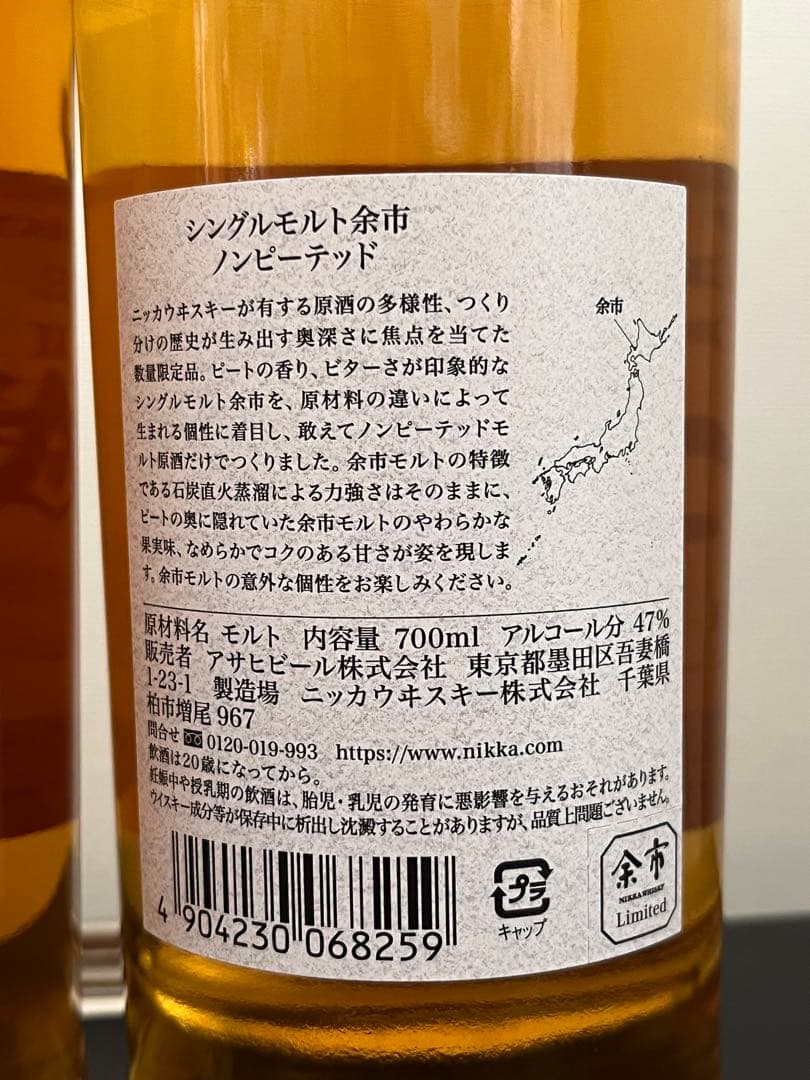 シングルモルト余市
ノンピーテッド
ニッカウヰスキーが有する原酒の多様性、つくり
分けの歴史が生み出す奥深さに焦点を当てた
数量限定品。ピートの香り、ビターさが印象的な
シングルモルト余市を、原材料の違いによって
生まれる個性に着目し、敢えてノンピーテッドモ
ルト原酒だけでつくりました。余市モルトの特徴
である石炭直火蒸溜による力強さはそのままに、
ピートの奥に隠れていた余市モルトのやわらかな
果実味、なめらかでコクのある甘さが姿を現しま
す。余市モルトの意外な個性をお楽しみください。
余市
原材料名 モルト 内容量 700ml アルコール分 47%
販売者 アサヒビール株式会社 東京都墨田区吾妻橋
1-23-1 製造場 ニッカウヰスキー株式会社 千葉県
柏市増尾 967
問合せ 0120-019-993 https://www.nikka.com
飲酒は20歳になってから。
妊娠中や授乳期の飲酒は、胎児・乳児の発育に悪影響を与えるおそれがあります。
ウイスキー成分等が保存中に析出し沈澱することがありますが、品質上問題ございません。
4 904230 068259
プラ
キャップ
余市
NIKKA WHISKY
Limited